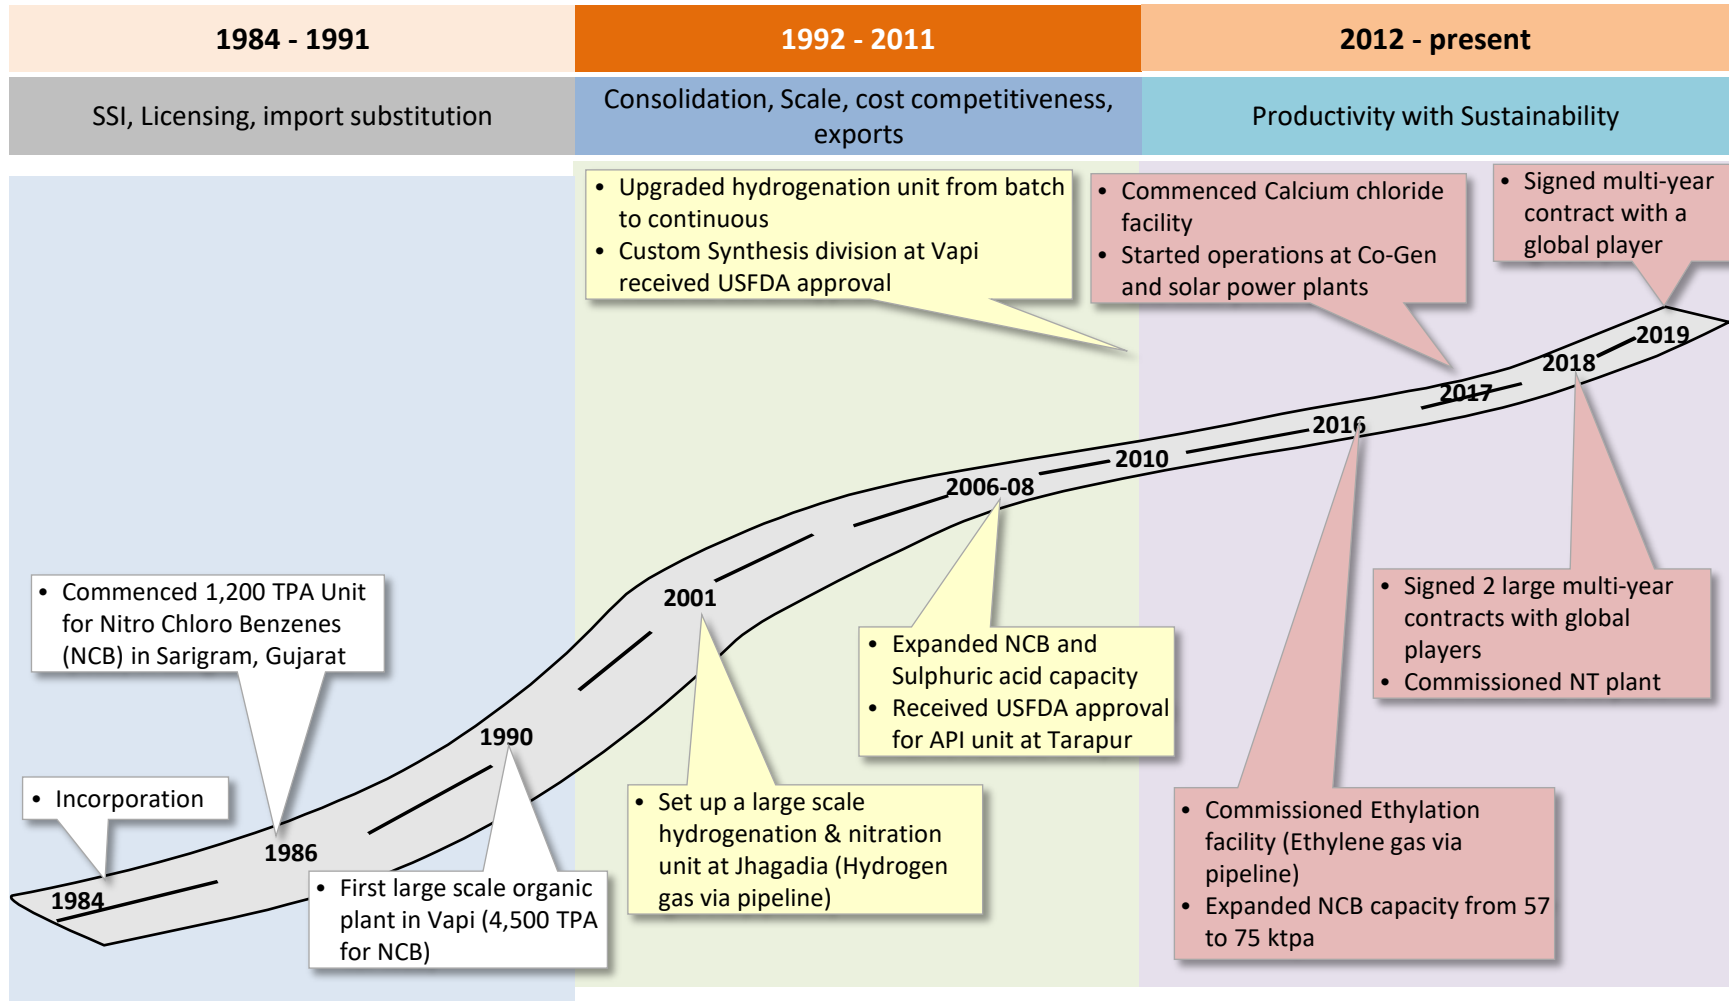 1984 - 1991
1992 - 2011
2012 - present
SSI, Licensing, import substitution
Consolidation, Scale, cost competitiveness,
exports
Productivity with Sustainability
• Upgraded hydrogenation unit from batch
to continuous
• Custom Synthesis division at Vapi
received USFDA approval
• Commenced Calcium chloride
facility
• Started operations at Co-Gen
and solar power plants
• Signed multi-year
contract with a
global player
2019
2018
2017
2016
2010
2006-08
2001
1990
1986
1984
• Commenced 1,200 TPA Unit
for Nitro Chloro Benzenes
(NCB) in Sarigram, Gujarat
• Incorporation
• First large scale organic
plant in Vapi (4,500 TPA
for NCB)
• Set up a large scale
hydrogenation & nitration
unit at Jhagadia (Hydrogen
gas via pipeline)
• Expanded NCB and
Sulphuric acid capacity
• Received USFDA approval
for API unit at Tarapur
• Signed 2 large multi-year
contracts with global
players
• Commissioned NT plant
• Commissioned Ethylation
facility (Ethylene gas via
pipeline)
• Expanded NCB capacity from 57
to 75 ktpa